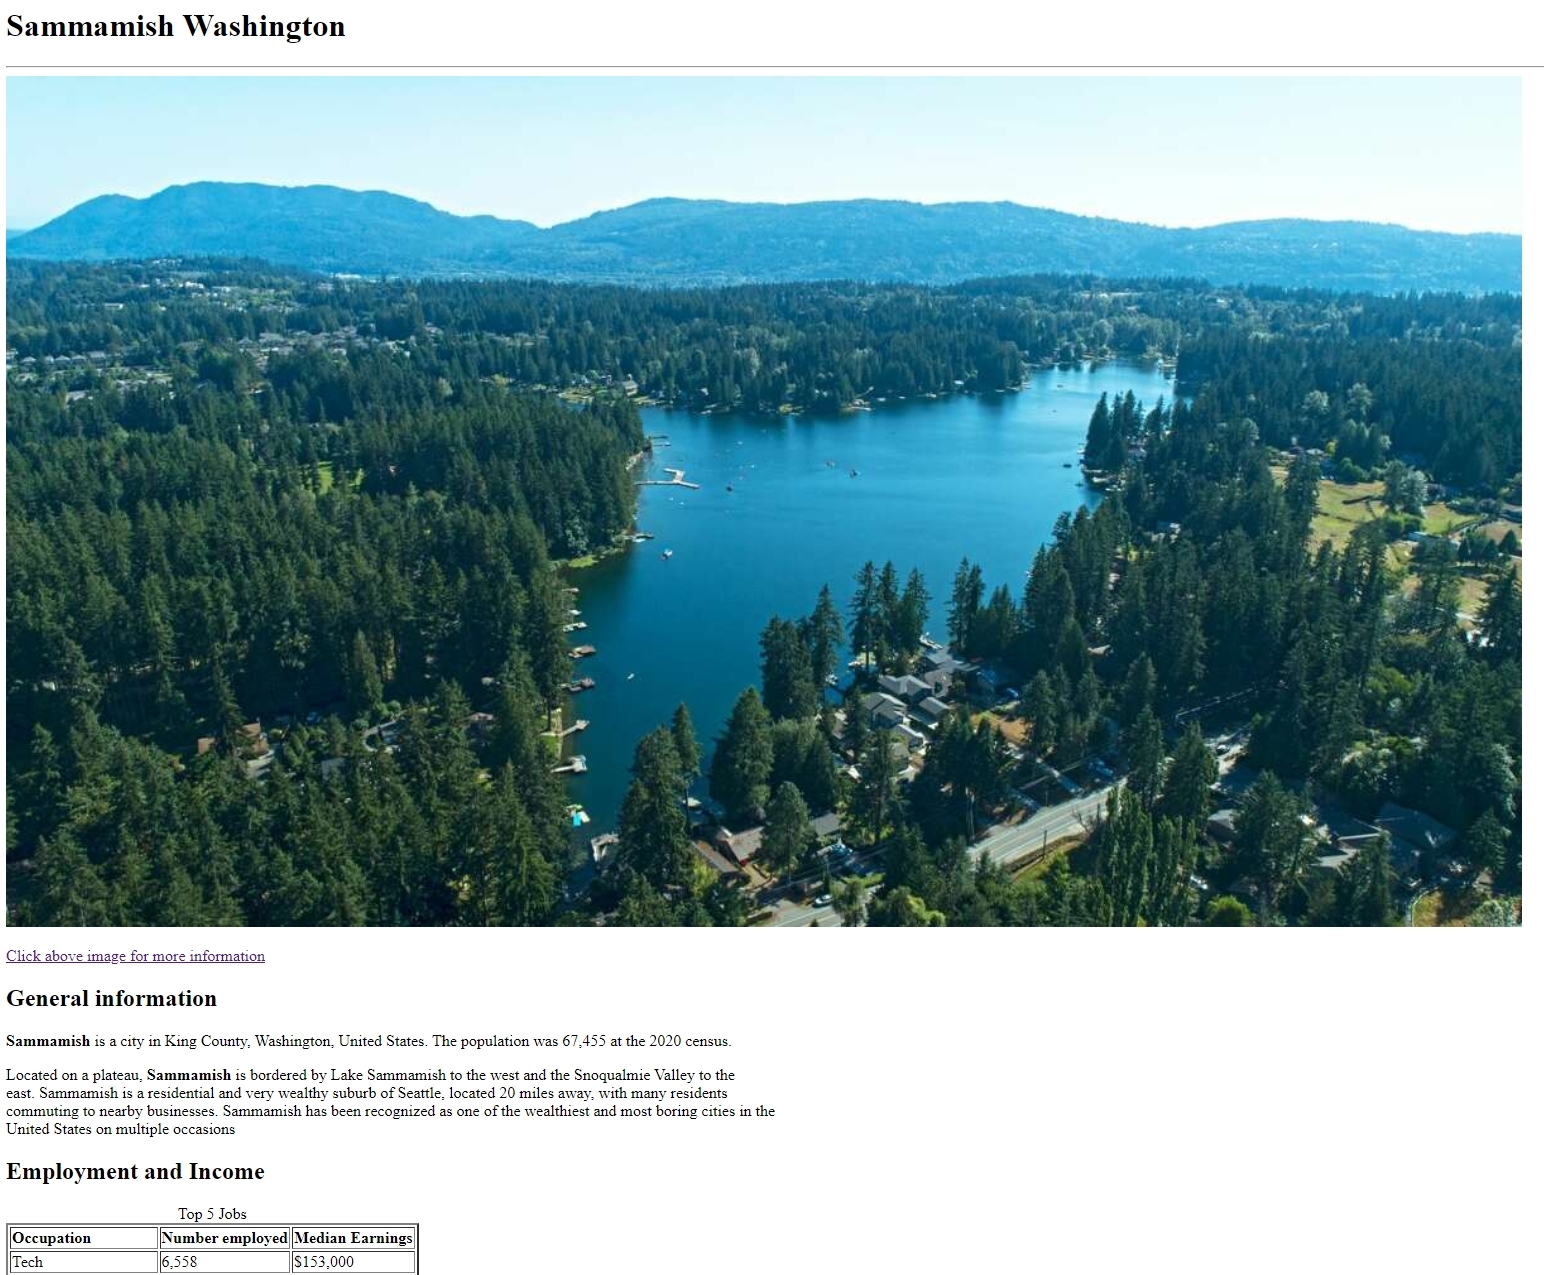 Sammamish Washington
Click above image for more information
General information
Sammamish is a city in King County, Washington, United States. The population was 67,455 at the 2020 census.
Located on a plateau, Sammamish is bordered by Lake Sammamish to the west and the Snoqualmie Valley to the
east. Sammamish is a residential and very wealthy suburb of Seattle, located 20 miles away, with many residents
commuting to nearby businesses. Sammamish has been recognized as one of the wealthiest and most boring cities in the
United States on multiple occasions
Employment and Income
Top 5 Jobs
Occupation Number employed Median Earnings
Tech 6,558 $153,000